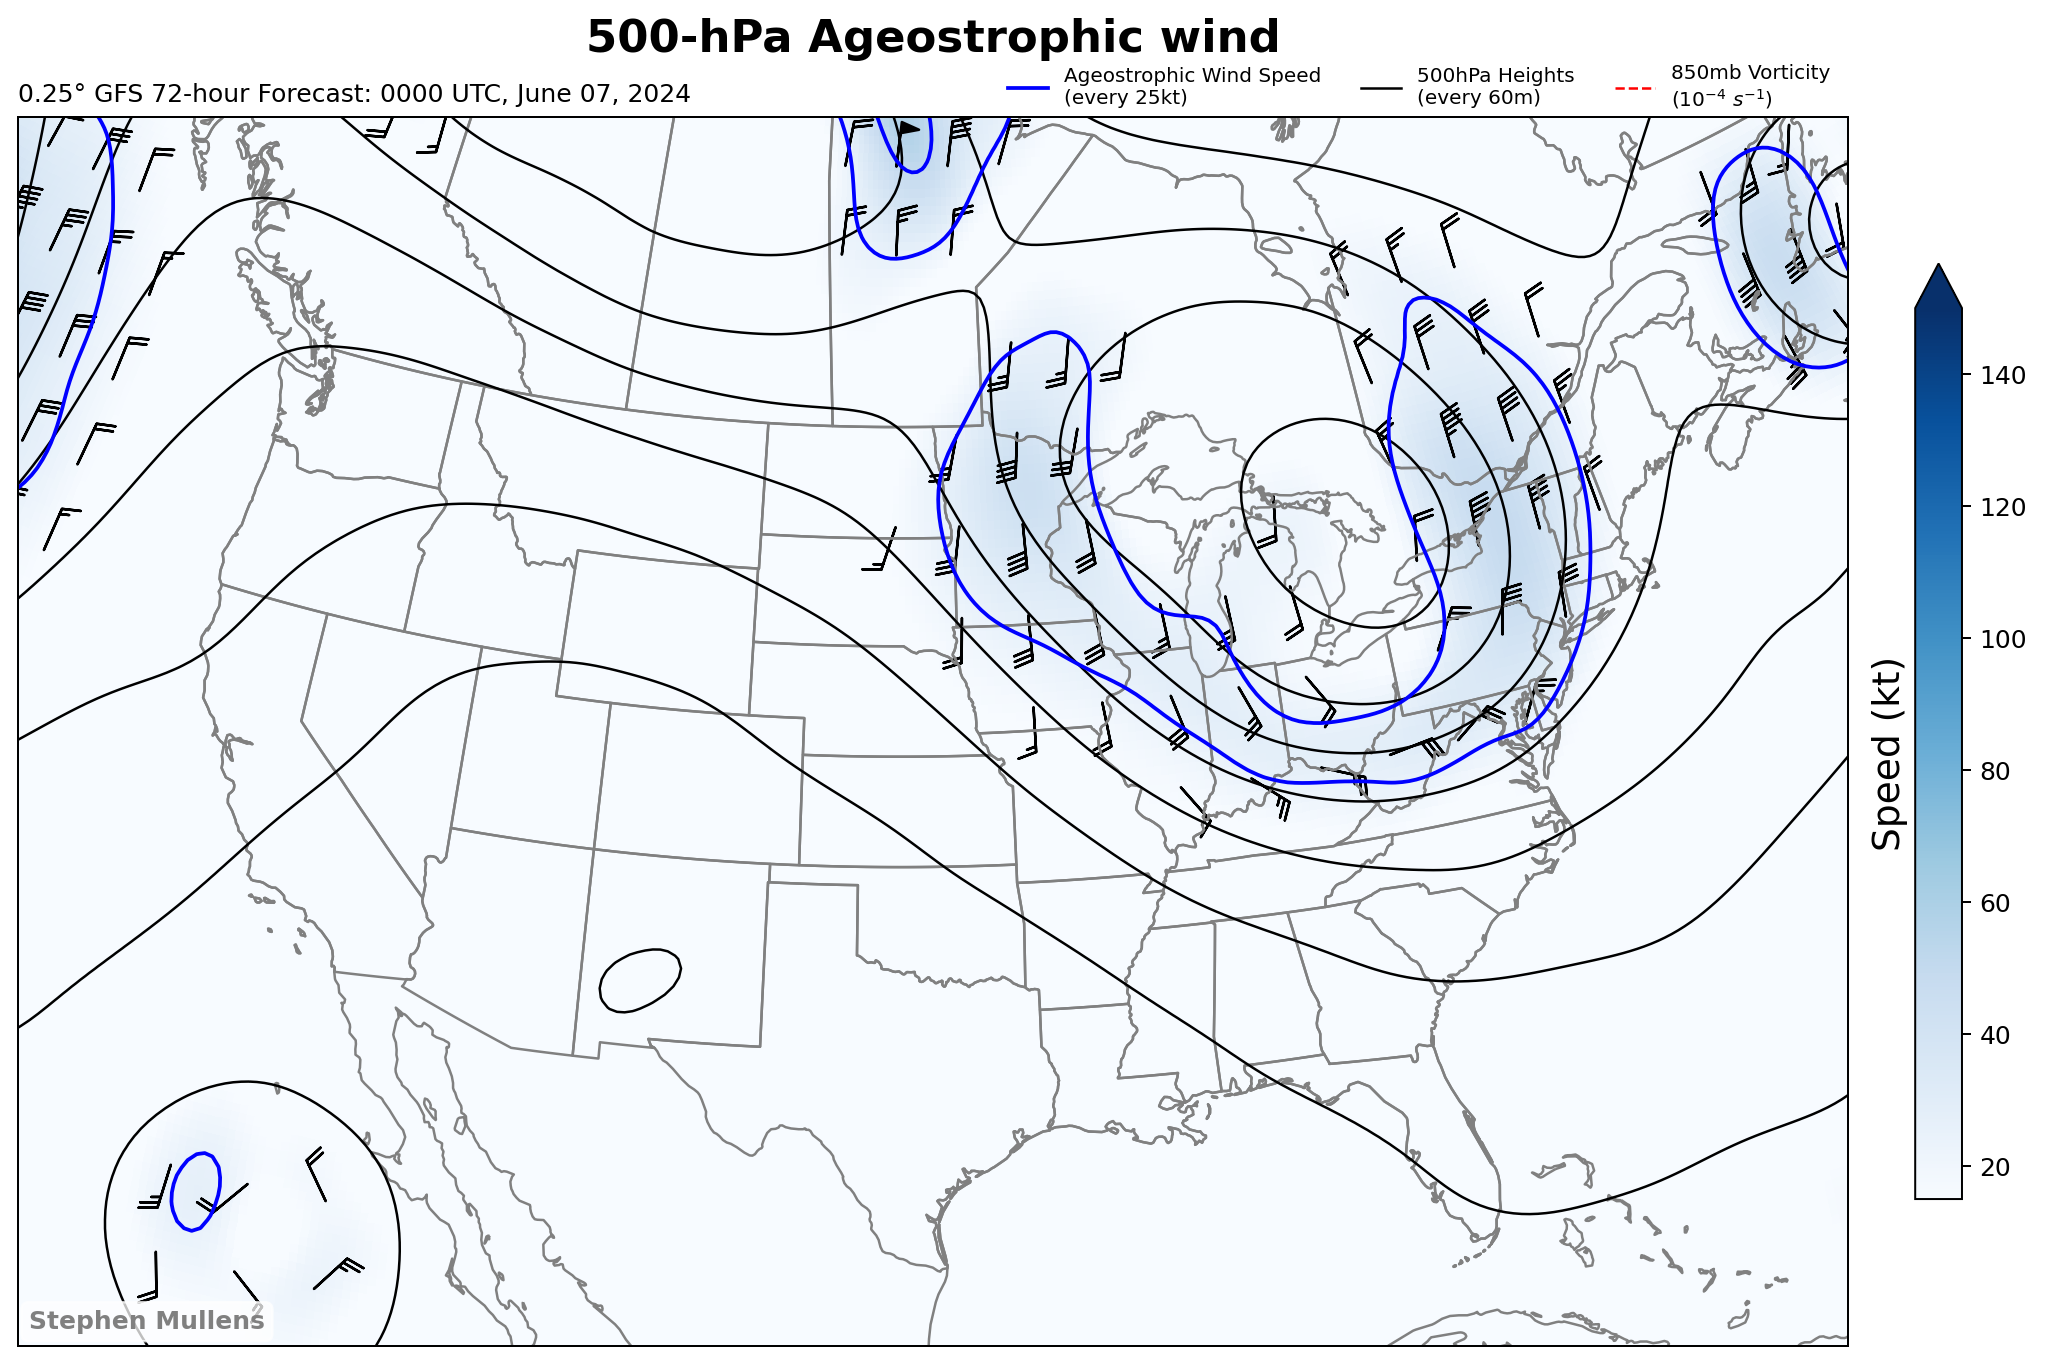 500-hPa Ageostrophic wind
0.25° GFS 72-hour Forecast: 0000 UTC, June 07, 2024
Ageostrophic Wind Speed
(every 25kt)
500hPa Heights
(every 60m)
850mb Vorticity
(10⁻⁴ s⁻¹)
140
120
100
80
60
40
20
Speed (kt)
Stephen Mullens